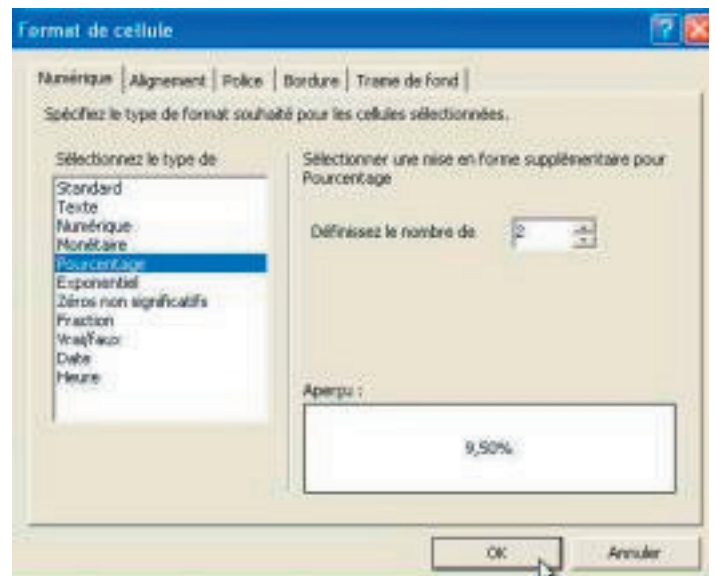 Format de cellule
Numérique Alignement Police Bordure Trame de fond
Spécifiez le type de format souhaité pour les cellules sélectionnées.
Sélectionnez le type de
Standard
Texte
Numérique
Monétaire
Pourcentage
Exponentiel
Zéros non significatifs
Fraction
Vrai/faux
Date
Heure
Sélectionner une mise en forme supplémentaire pour
Pourcentage
Définissez le nombre de 2
Aperçu :
9,50%
OK Annuler